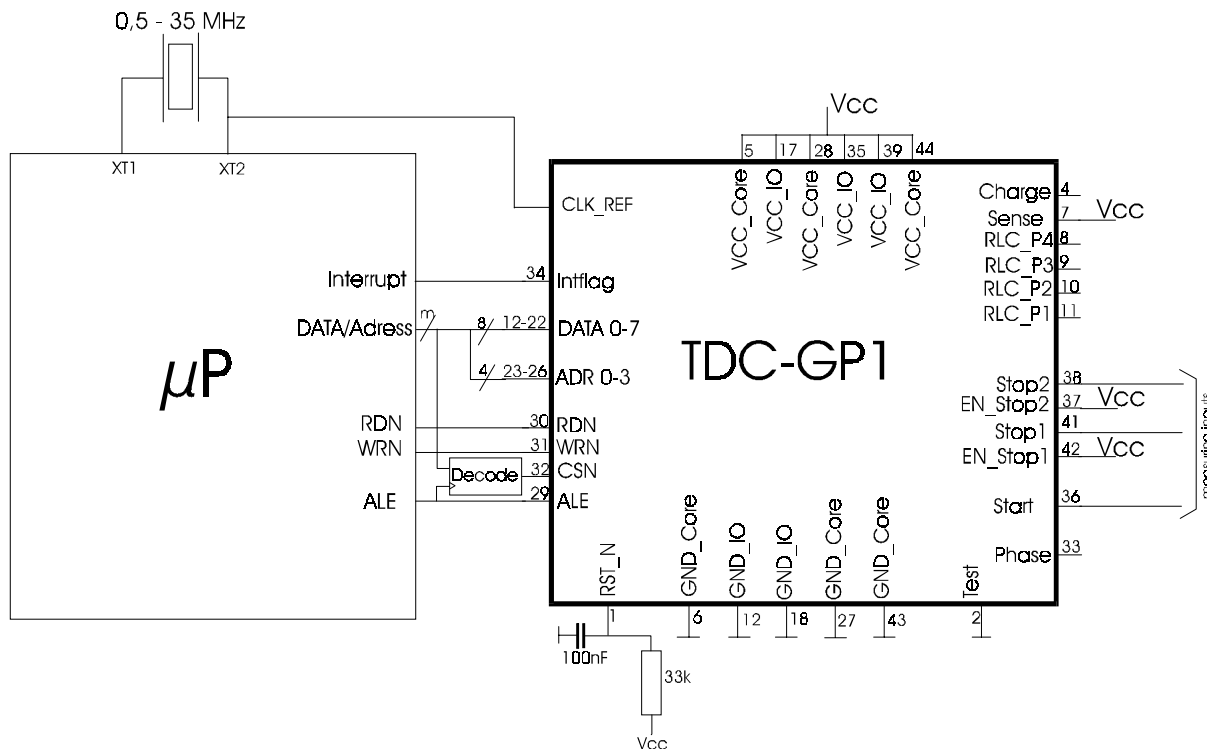 0,5 - 35 MHz
XT1
XT2
Vcc
5
17
28
35
39
44
VCC_Core
VCC_IO
VCC_Core
VCC_IO
VCC_IO
VCC_Core
CLK_REF
Charge
4
Sense
7
Vcc
RLC_P4
8
RLC_P3
9
RLC_P2
10
RLC_P1
11
Interrupt
34
Intflag
DATA/Adress
m
8
12-22
DATA 0-7
4
23-26
ADR 0-3
µP
TDC-GP1
RDN
30
RDN
WRN
31
WRN
Decode
32
CSN
ALE
29
ALE
Stop2
38
EN_Stop2
37
Vcc
Stop1
41
EN_Stop1
42
Vcc
Start
36
measuring inputs
Phase
33
RST_N
GND_Core
GND_IO
GND_IO
GND_Core
GND_Core
Test
1
6
12
18
27
43
2
100nF
33k
Vcc